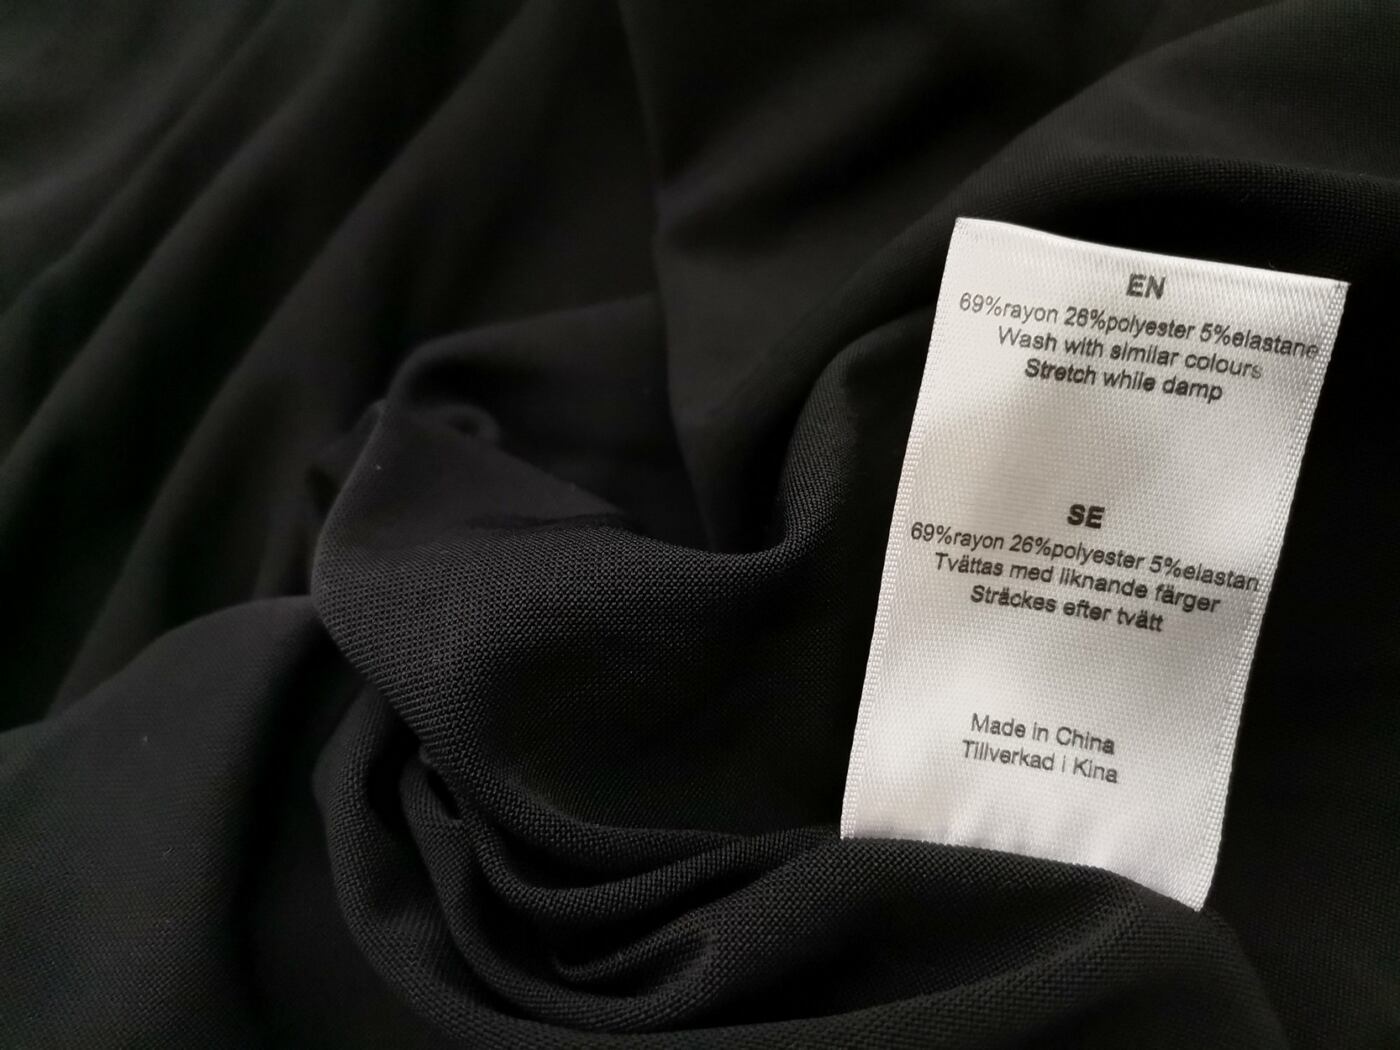 EN
69%rayon 26%polyester 5%elastane
Wash with similar colours
Stretch while damp
SE
69%rayon 26%polyester 5%elastan
Tvättas med liknande färger
Sträckes efter tvätt
Made in China
Tillverkad i Kina